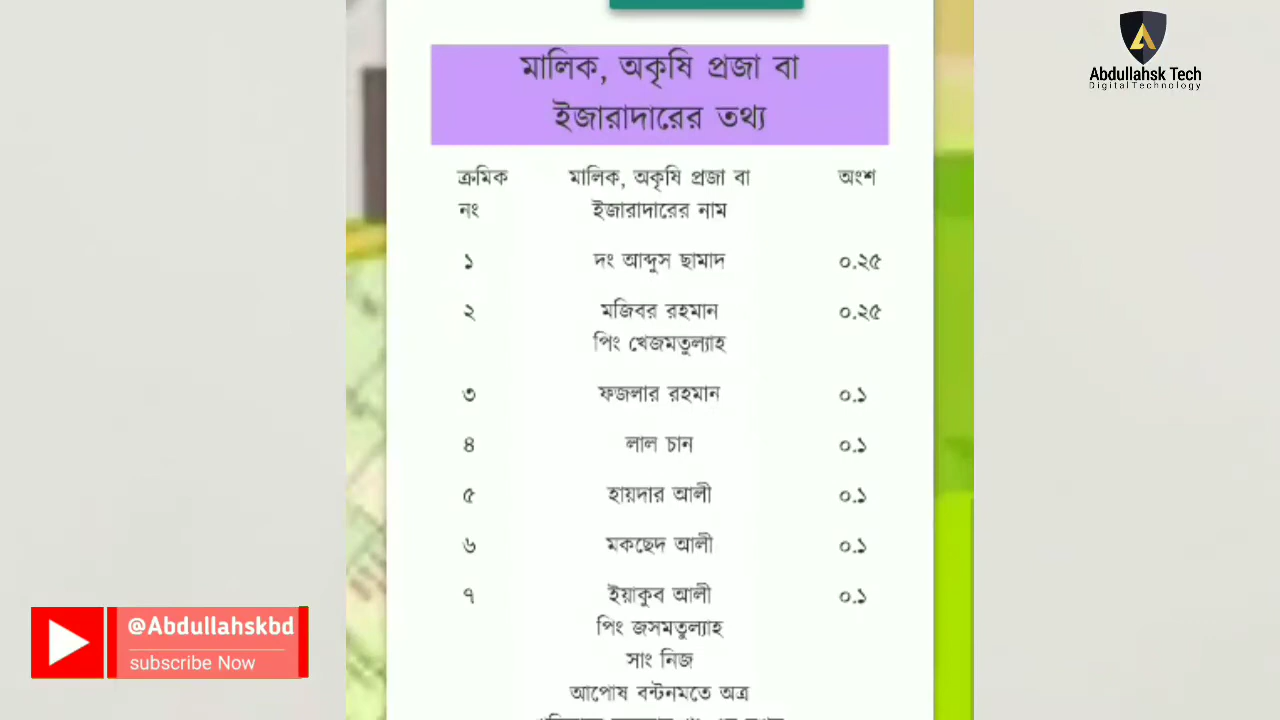 Abdullahsk Tech
DigitalTechnology
মালিক, অকৃষি প্রজা বা
ইজারাদারের তথ্য
ক্রমিক মালিক, অকৃষি প্রজা বা অংশ
নং ইজারাদারের নাম
১ দং আব্দুস ছামাদ ০.২৫
২ মজিবর রহমান ০.২৫
পিং খেজমতুল্যাহ
৩ ফজলার রহমান ০.১
৪ লাল চান ০.১
৫ হায়দার আলী ০.১
৬ মকছেদ আলী ০.১
৭ ইয়াকুব আলী ০.১
পিং জসমতুল্যাহ
সাং নিজ
আপোষ বন্টনমতে অত্র
@Abdullahskbd
subscribe Now